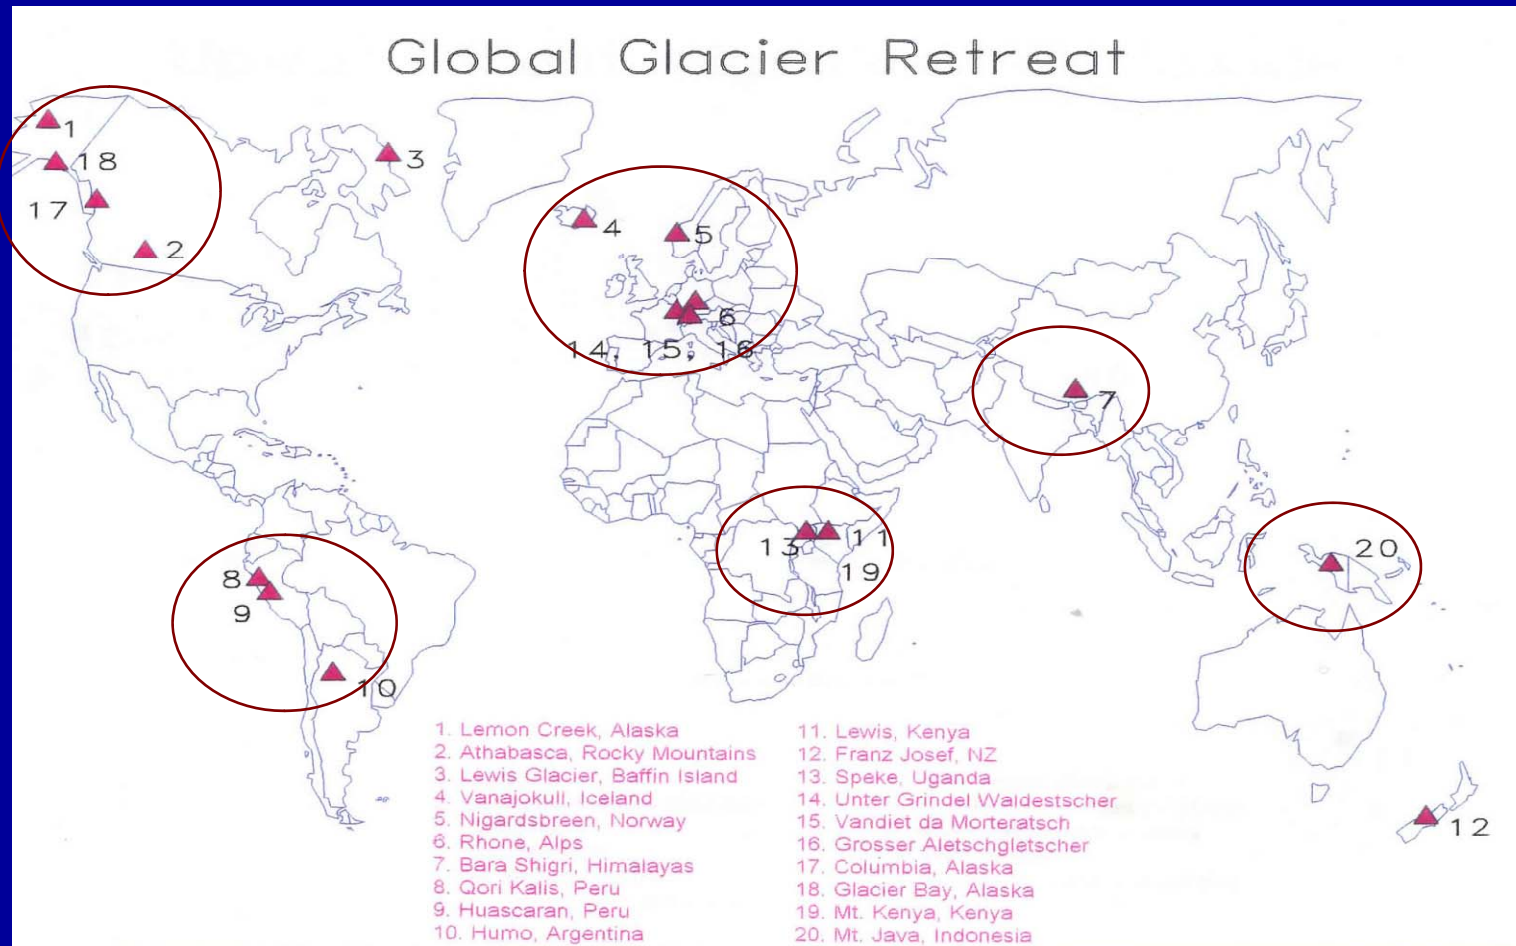 Global Glacier Retreat
1
18
3
17
4
5
2
6
14, 15, 16
7
13
11
20
8
19
9
10
12
1. Lemon Creek, Alaska
2. Athabasca, Rocky Mountains
3. Lewis Glacier, Baffin Island
4. Vanajokull, Iceland
5. Nigardsbreen, Norway
6. Rhone, Alps
7. Bara Shigri, Himalayas
8. Qori Kalis, Peru
9. Huascaran, Peru
10. Humo, Argentina
11. Lewis, Kenya
12. Franz Josef, NZ
13. Speke, Uganda
14. Unter Grindel Waldestscher
15. Vandiet da Morteratsch
16. Grosser Aletschgletscher
17. Columbia, Alaska
18. Glacier Bay, Alaska
19. Mt. Kenya, Kenya
20. Mt. Java, Indonesia